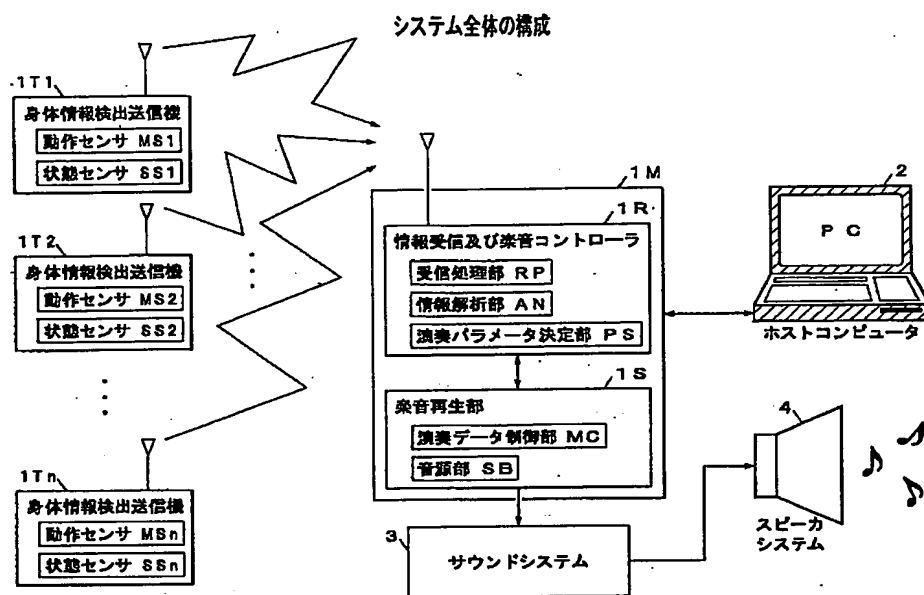 システム全体の構成
1T1
身体情報検出送信機
動作センサ MS1
状態センサ SS1
1T2
身体情報検出送信機
動作センサ MS2
状態センサ SS2
1Tn
身体情報検出送信機
動作センサ MSn
状態センサ SSn
1M
1R
情報受信及び楽音コントローラ
受信処理部 RP
情報解析部 AN
演奏パラメータ決定部 PS
1S
楽音再生部
演奏データ制御部 MC
音源部 SB
3
サウンドシステム
2
PC
ホストコンピュータ
4
スピーカ
システム